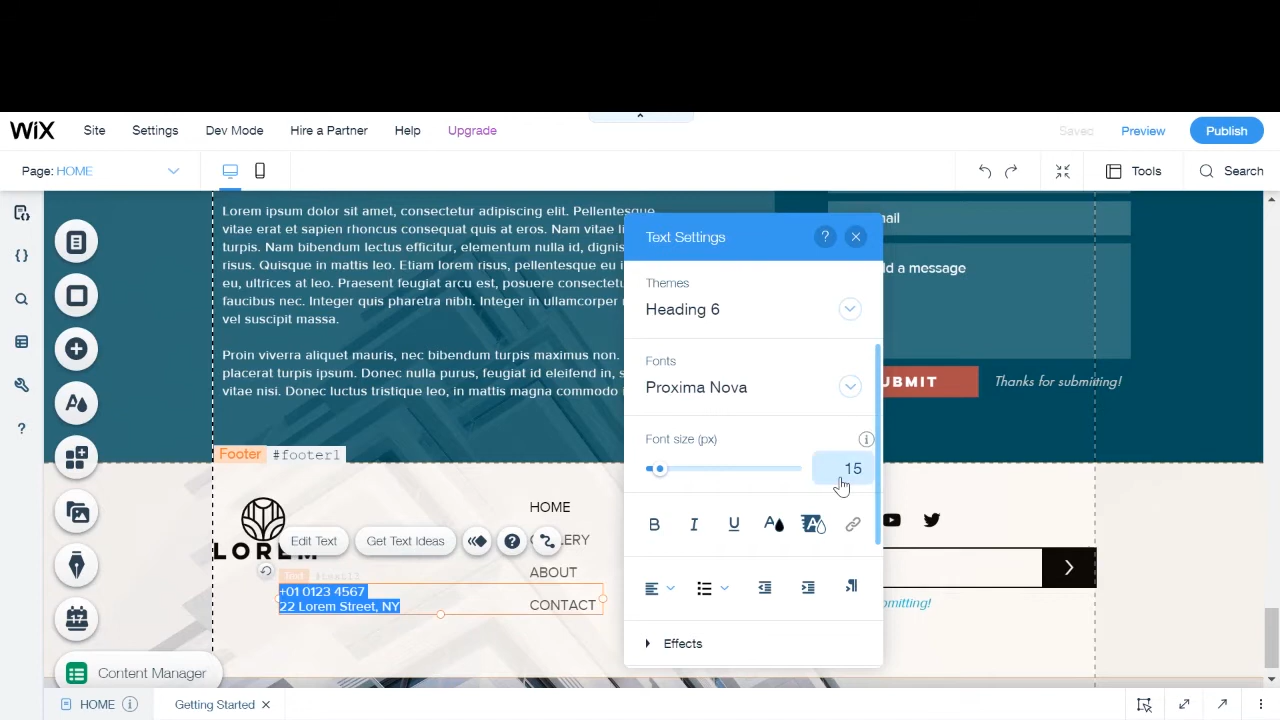 WiX Site Settings Dev Mode Hire a Partner Help Upgrade Saved Preview Publish
Page: HOME Tools Search
Lorem ipsum dolor sit amet, consectetur adipiscing elit. Pellentesque
vitae erat et sapien rhoncus consequat quis at eros. Nam vitae
turpis. Nam bibendum lectus efficitur, elementum nulla id,
risus. Quisque in mattis leo. Etiam lorem risus, pellentesque
eu, ultrices at leo. Praesent feugiat arcu est, posuere
faucibus nec. Integer quis pharetra nibh. Integer in
vel suscipit massa.
Proin viverra aliquet mauris, nec bibendum turpis maximus non.
placerat turpis ipsum. Donec nulla purus, feugiat id eleifend in,
vitae nisi. Donec luctus tristique leo, in mattis magna commodo
Text Settings
?
Themes
Heading 6
Fonts
Proxima Nova
Font size (px)
15
B I U A A
Effects
a message
SUBMIT Thanks for submitting!
Footer #footer1
LOREM
Edit Text Get Text Ideas
+01 0123 4567
22 Lorem Street, NY
HOME
GALLERY
ABOUT
CONTACT
17
Content Manager
HOME Getting Started